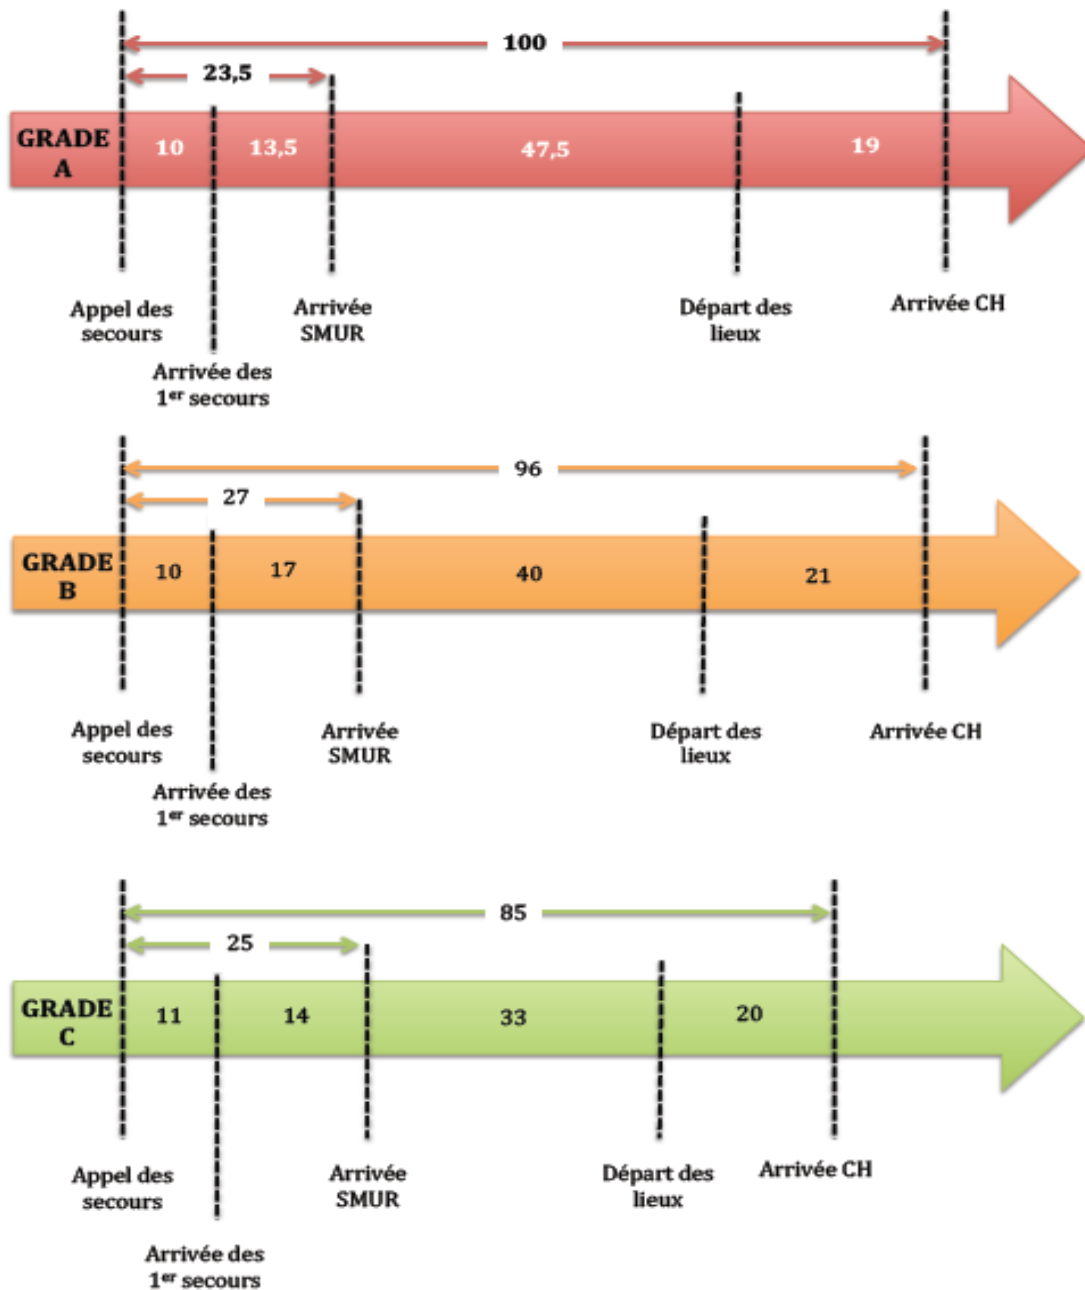 100
23,5
GRADE
A
10
13,5
47,5
19
Appel des
secours
Arrivée
SMUR
Départ des
lieux
Arrivée CH
Arrivée des
1er secours
96
27
GRADE
B
10
17
40
21
Appel des
secours
Arrivée
SMUR
Départ des
lieux
Arrivée CH
Arrivée des
1er secours
85
25
GRADE
C
11
14
33
20
Appel des
secours
Arrivée
SMUR
Départ des
lieux
Arrivée CH
Arrivée des
1er secours